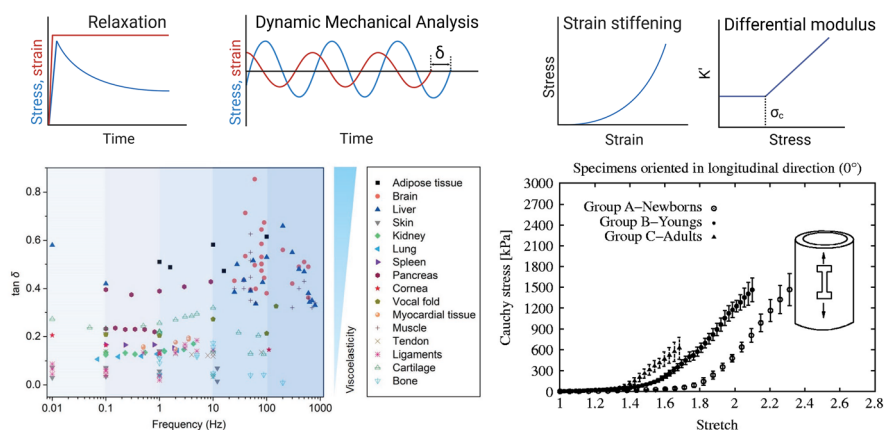 Relaxation
Stress, strain
Time
Dynamic Mechanical Analysis
δ
Stress, strain
Time
Strain stiffening
Stress
Strain
Differential modulus
K'
σc
Stress
tan δ
0.8
0.6
0.4
0.2
0.0
0.01
0.1
1
10
100
1000
Frequency (Hz)
Viscoelasticity
Adipose tissue
Brain
Liver
Skin
Kidney
Lung
Spleen
Pancreas
Cornea
Vocal fold
Myocardial tissue
Muscle
Tendon
Ligaments
Cartilage
Bone
Specimens oriented in longitudinal direction (0°)
Cauchy stress [kPa]
3000
2700
2400
2100
1800
1500
1200
900
600
300
0
Group A–Newborns
Group B–Youngs
Group C–Adults
1
1.2
1.4
1.6
1.8
2
2.2
2.4
2.6
2.8
Stretch